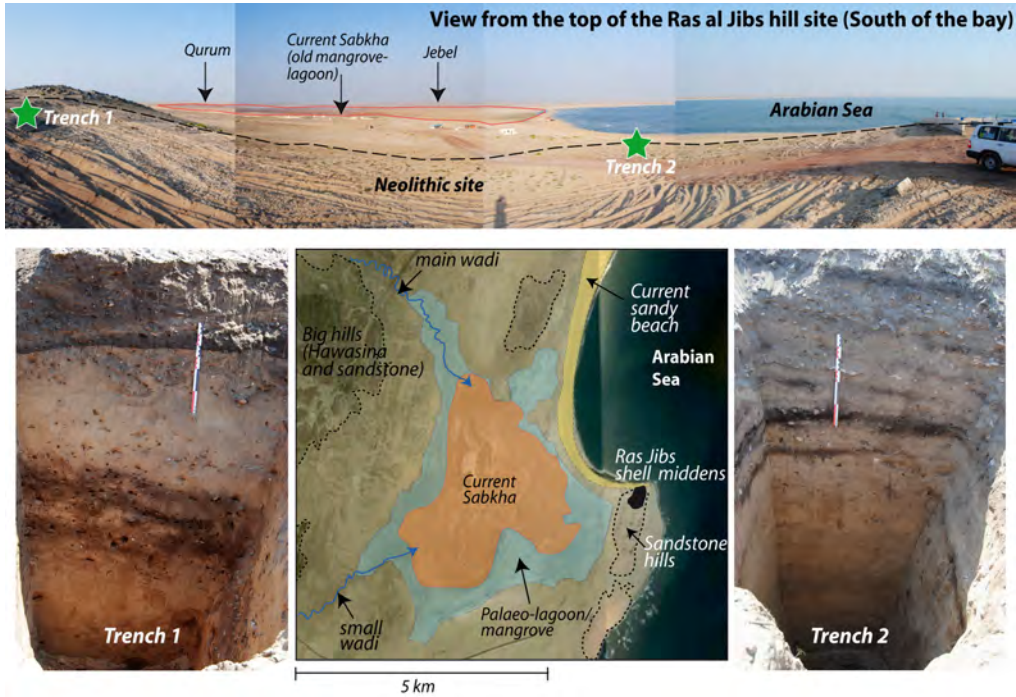 View from the top of the Ras al Jibs hill site (South of the bay)
Qurum
Current Sabkha
(old mangrove-
lagoon)
Jebel
Arabian Sea
Trench 1
Trench 2
Neolithic site
main wadi
Big hills
(Hawasina
and sandstone)
Current
sandy
beach
Arabian
Sea
Ras Jibs
shell middens
Current
Sabkha
Sandstone
hills
Palaeo-lagoon/
mangrove
small
wadi
Trench 1
Trench 2
5 km